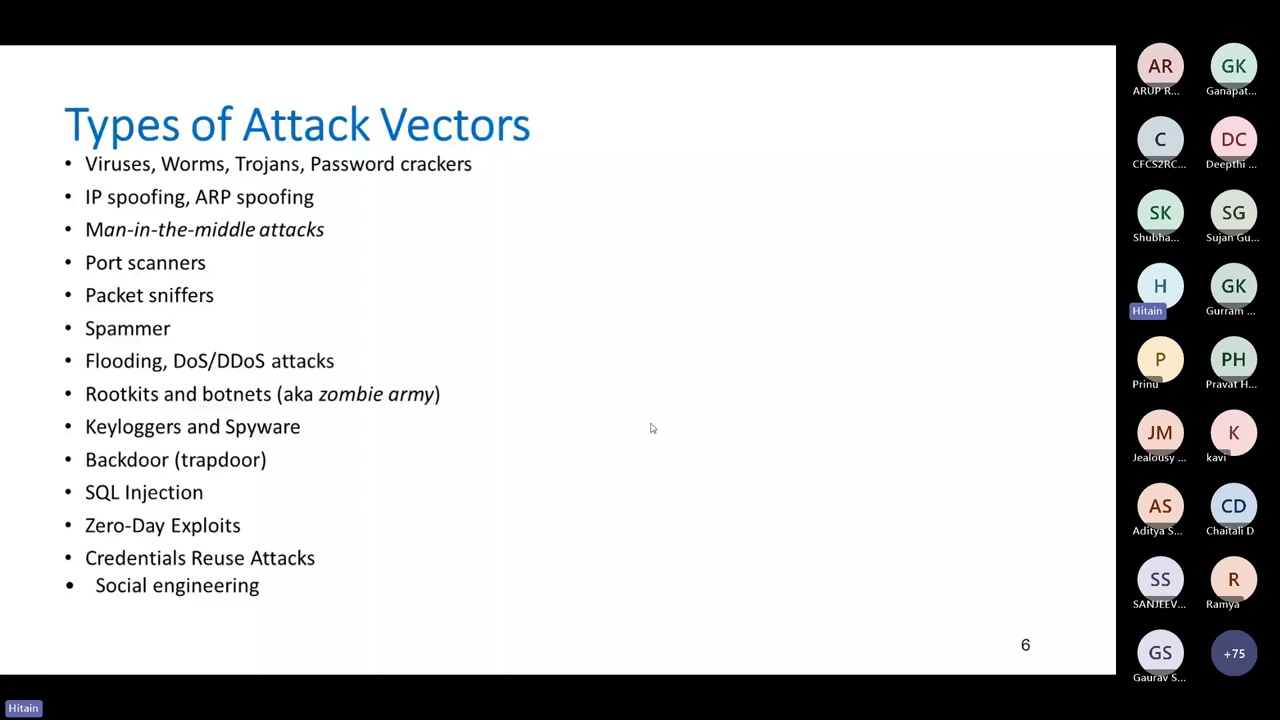 Types of Attack Vectors
• Viruses, Worms, Trojans, Password crackers
• IP spoofing, ARP spoofing
• Man-in-the-middle attacks
• Port scanners
• Packet sniffers
• Spammer
• Flooding, DoS/DDoS attacks
• Rootkits and botnets (aka zombie army)
• Keyloggers and Spyware
• Backdoor (trapdoor)
• SQL Injection
• Zero-Day Exploits
• Credentials Reuse Attacks
• Social engineering
6
AR GK
ARUP R... Ganapat...
C DC
CFCS2RC... Deepthi ...
SK SG
Shubha... Sujan Gu...
H GK
Hitain Gurram ...
P PH
Prinu Pravat H...
JM K
Jealousy ... kavi
AS CD
Aditya S... Chaitali D
SS R
SANJEEV... Ramya
GS +75
Gaurav S...
Hitain